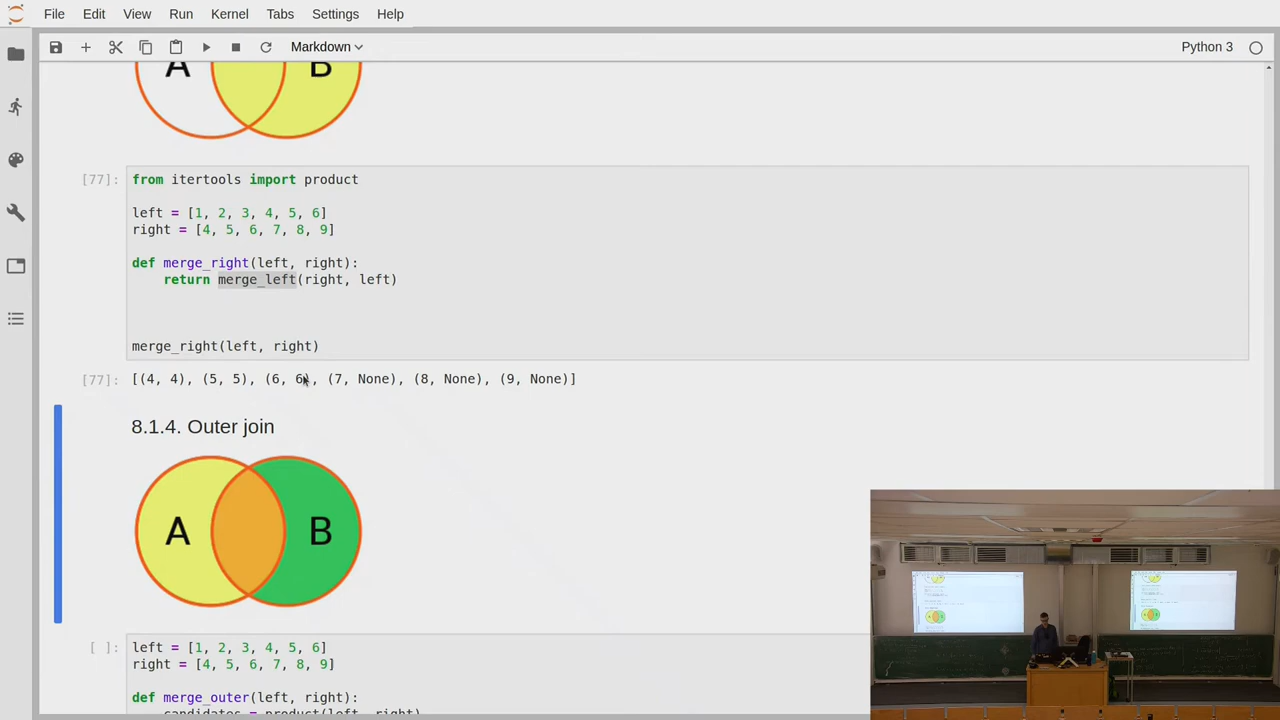 File Edit View Run Kernel Tabs Settings Help
Markdown Python 3
A B
[77]: from itertools import product
left = [1, 2, 3, 4, 5, 6]
right = [4, 5, 6, 7, 8, 9]
def merge_right(left, right):
return merge_left(right, left)
merge_right(left, right)
[77]: [(4, 4), (5, 5), (6, 6), (7, None), (8, None), (9, None)]
8.1.4. Outer join
A B
[ ]: left = [1, 2, 3, 4, 5, 6]
right = [4, 5, 6, 7, 8, 9]
def merge_outer(left, right):
candidates = product(left, right)